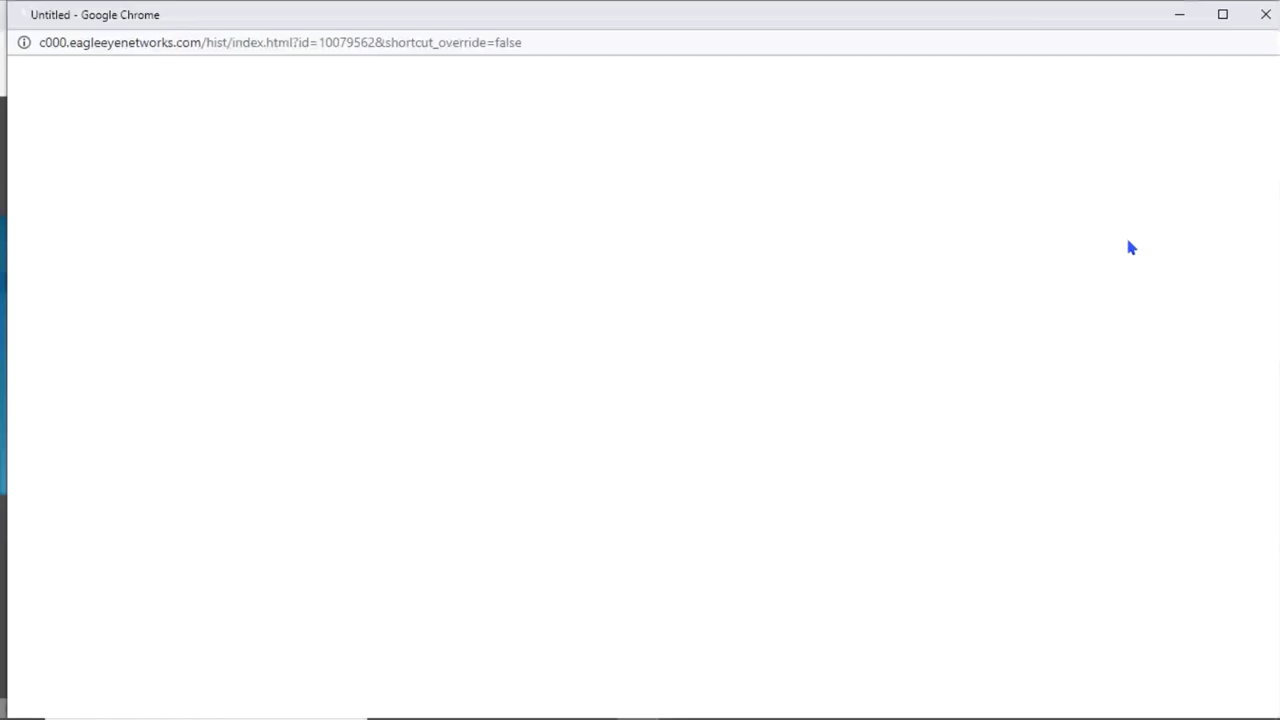 Untitled - Google Chrome
c000.eagleeyenetworks.com/hist/index.html?id=10079562&shortcut_override=false